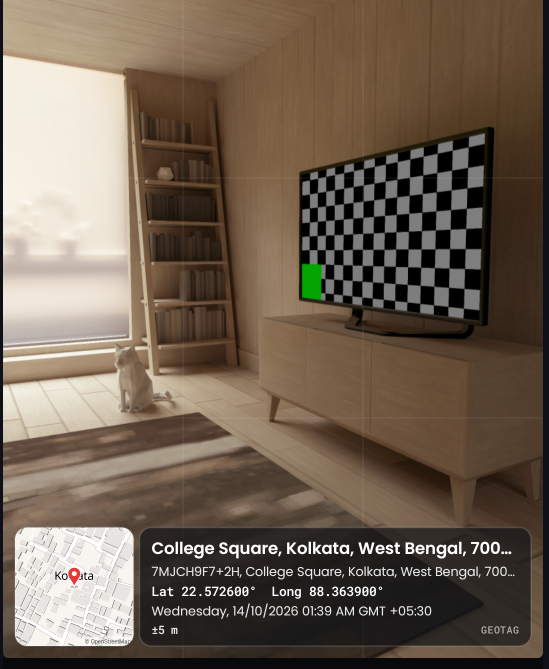 Kolkata
© OpenStreetMap
College Square, Kolkata, West Bengal, 700...
7MJCH9F7+2H, College Square, Kolkata, West Bengal, 700...
Lat 22.572600° Long 88.363900°
Wednesday, 14/10/2026 01:39 AM GMT +05:30
±5 m
GEOTAG